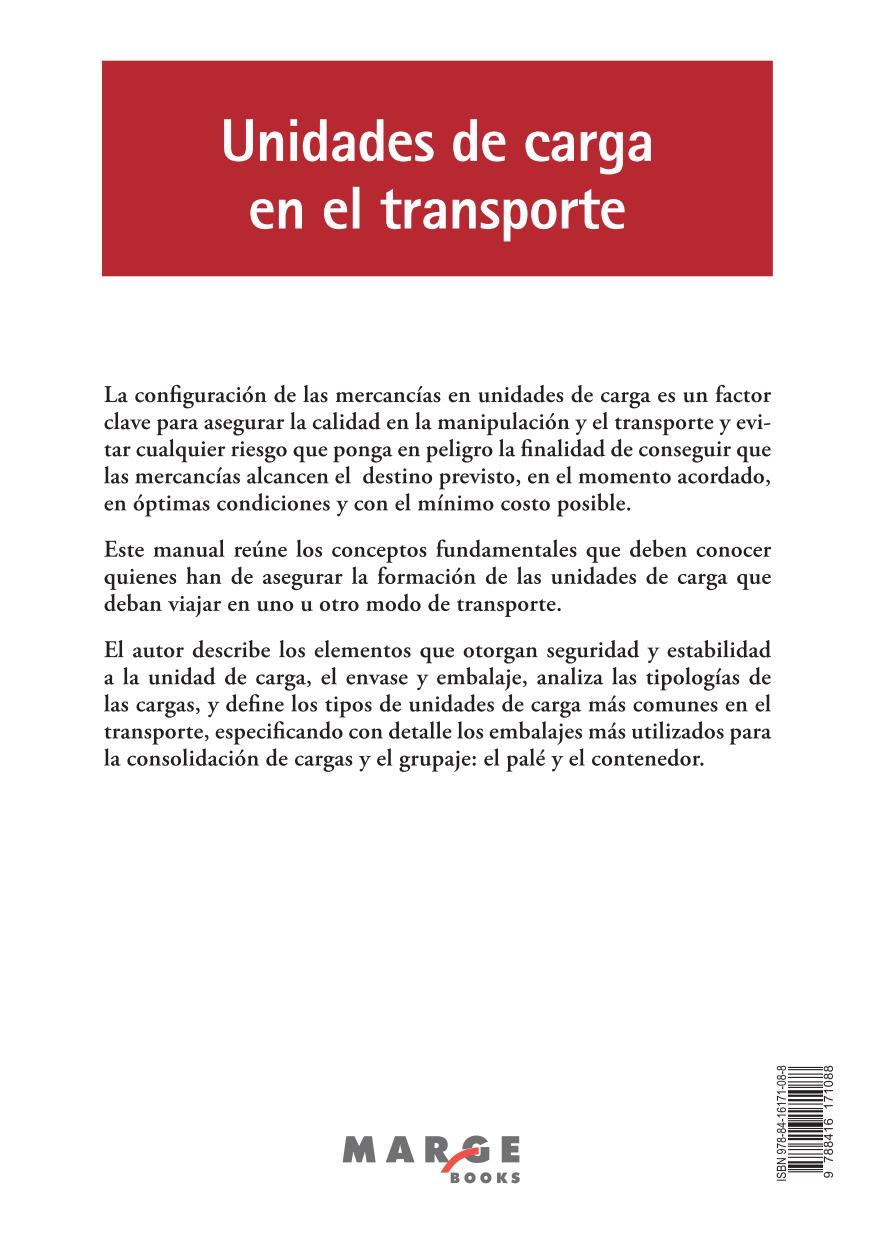 Unidades de carga
en el transporte
La configuración de las mercancías en unidades de carga es un factor
clave para asegurar la calidad en la manipulación y el transporte y evi-
tar cualquier riesgo que ponga en peligro la finalidad de conseguir que
las mercancías alcancen el  destino previsto, en el momento acordado,
en óptimas condiciones y con el mínimo costo posible.
Este manual reúne los conceptos fundamentales que deben conocer
quienes han de asegurar la formación de las unidades de carga que
deban viajar en uno u otro modo de transporte.
El autor describe los elementos que otorgan seguridad y estabilidad
a la unidad de carga, el envase y embalaje, analiza las tipologías de
las cargas, y define los tipos de unidades de carga más comunes en el
transporte, especificando con detalle los embalajes más utilizados para
la consolidación de cargas y el grupaje: el palé y el contenedor.
MARGE
BOOKS
ISBN 978-84-16171-08-8
9 788416 171088